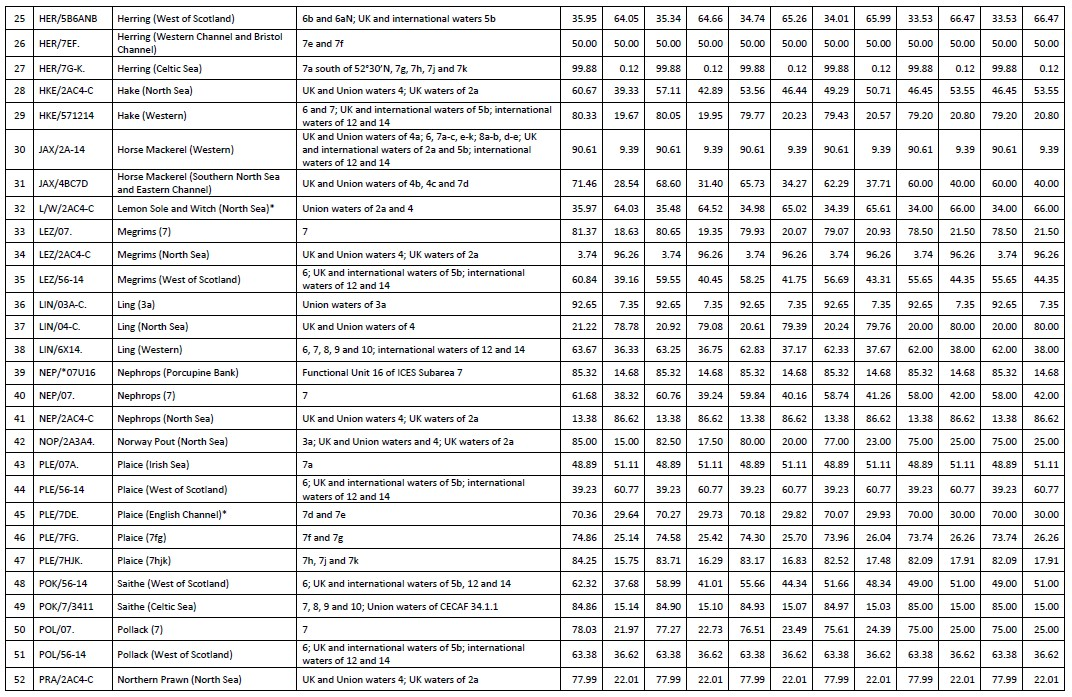 25 HER/5B6ANB Herring (West of Scotland) 6b and 6aN; UK and international waters 5b 35.95 64.05 35.34 64.66 34.74 65.26 34.01 65.99 33.53 66.47 33.53 66.47
26 HER/7EF. Herring (Western Channel and Bristol
Channel) 7e and 7f 50.00 50.00 50.00 50.00 50.00 50.00 50.00 50.00 50.00 50.00 50.00 50.00
27 HER/7G-K. Herring (Celtic Sea) 7a south of 52°30'N, 7g, 7h, 7j and 7k 99.88 0.12 99.88 0.12 99.88 0.12 99.88 0.12 99.88 0.12 99.88 0.12
28 HKE/2AC4-C Hake (North Sea) UK and Union waters 4; UK waters of 2a 60.67 39.33 57.11 42.89 53.56 46.44 49.29 50.71 46.45 53.55 46.45 53.55
29 HKE/571214 Hake (Western) 6 and 7; UK and international waters of 5b; international
waters of 12 and 14 80.33 19.67 80.05 19.95 79.77 20.23 79.43 20.57 79.20 20.80 79.20 20.80
30 JAX/2A-14 Horse Mackerel (Western) UK and Union waters of 4a; 6, 7a-c, e-k; 8a-b, d-e; UK
and international waters of 2a and 5b; international
waters of 12 and 14 90.61 9.39 90.61 9.39 90.61 9.39 90.61 9.39 90.61 9.39 90.61 9.39
31 JAX/4BC7D Horse Mackerel (Southern North Sea
and Eastern Channel) UK and Union waters of 4b, 4c and 7d 71.46 28.54 68.60 31.40 65.73 34.27 62.29 37.71 60.00 40.00 60.00 40.00
32 L/W/2AC4-C Lemon Sole and Witch (North Sea)* Union waters of 2a and 4 35.97 64.03 35.48 64.52 34.98 65.02 34.39 65.61 34.00 66.00 34.00 66.00
33 LEZ/07. Megrims (7) 7 81.37 18.63 80.65 19.35 79.93 20.07 79.07 20.93 78.50 21.50 78.50 21.50
34 LEZ/2AC4-C Megrims (North Sea) UK and Union waters 4; UK waters of 2a 3.74 96.26 3.74 96.26 3.74 96.26 3.74 96.26 3.74 96.26 3.74 96.26
35 LEZ/56-14 Megrims (West of Scotland) 6; UK and international waters of 5b; international
waters of 12 and 14 60.84 39.16 59.55 40.45 58.25 41.75 56.69 43.31 55.65 44.35 55.65 44.35
36 LIN/03A-C. Ling (3a) Union waters of 3a 92.65 7.35 92.65 7.35 92.65 7.35 92.65 7.35 92.65 7.35 92.65 7.35
37 LIN/04-C. Ling (North Sea) UK and Union waters of 4 21.22 78.78 20.92 79.08 20.61 79.39 20.24 79.76 20.00 80.00 20.00 80.00
38 LIN/6X14. Ling (Western) 6, 7, 8, 9 and 10; international waters of 12 and 14 63.67 36.33 63.25 36.75 62.83 37.17 62.33 37.67 62.00 38.00 62.00 38.00
39 NEP/*07U16 Nephrops (Porcupine Bank) Functional Unit 16 of ICES Subarea 7 85.32 14.68 85.32 14.68 85.32 14.68 85.32 14.68 85.32 14.68 85.32 14.68
40 NEP/07. Nephrops (7) 7 61.68 38.32 60.76 39.24 59.84 40.16 58.74 41.26 58.00 42.00 58.00 42.00
41 NEP/2AC4-C Nephrops (North Sea) UK and Union waters 4; UK waters of 2a 13.38 86.62 13.38 86.62 13.38 86.62 13.38 86.62 13.38 86.62 13.38 86.62
42 NOP/2A3A4. Norway Pout (North Sea) 3a; UK and Union waters and 4; UK waters of 2a 85.00 15.00 82.50 17.50 80.00 20.00 77.00 23.00 75.00 25.00 75.00 25.00
43 PLE/07A. Plaice (Irish Sea) 7a 48.89 51.11 48.89 51.11 48.89 51.11 48.89 51.11 48.89 51.11 48.89 51.11
44 PLE/56-14 Plaice (West of Scotland) 6; UK and international waters of 5b; international
waters of 12 and 14 39.23 60.77 39.23 60.77 39.23 60.77 39.23 60.77 39.23 60.77 39.23 60.77
45 PLE/7DE. Plaice (English Channel)* 7d and 7e 70.36 29.64 70.27 29.73 70.18 29.82 70.07 29.93 70.00 30.00 70.00 30.00
46 PLE/7FG. Plaice (7fg) 7f and 7g 74.86 25.14 74.58 25.42 74.30 25.70 73.96 26.04 73.74 26.26 73.74 26.26
47 PLE/7HJK. Plaice (7hjk) 7h, 7j and 7k 84.25 15.75 83.71 16.29 83.17 16.83 82.52 17.48 82.09 17.91 82.09 17.91
48 POK/56-14 Saithe (West of Scotland) 6; UK and international waters of 5b, 12 and 14 62.32 37.68 58.99 41.01 55.66 44.34 51.66 48.34 49.00 51.00 49.00 51.00
49 POK/7/3411 Saithe (Celtic Sea) 7, 8, 9 and 10; Union waters of CECAF 34.1.1 84.86 15.14 84.90 15.10 84.93 15.07 84.97 15.03 85.00 15.00 85.00 15.00
50 POL/07. Pollack (7) 7 78.03 21.97 77.27 22.73 76.51 23.49 75.61 24.39 75.00 25.00 75.00 25.00
51 POL/56-14 Pollack (West of Scotland) 6; UK and international waters of 5b; international
waters of 12 and 14 63.38 36.62 63.38 36.62 63.38 36.62 63.38 36.62 63.38 36.62 63.38 36.62
52 PRA/2AC4-C Northern Prawn (North Sea) UK and Union waters 4; UK waters of 2a 77.99 22.01 77.99 22.01 77.99 22.01 77.99 22.01 77.99 22.01 77.99 22.01